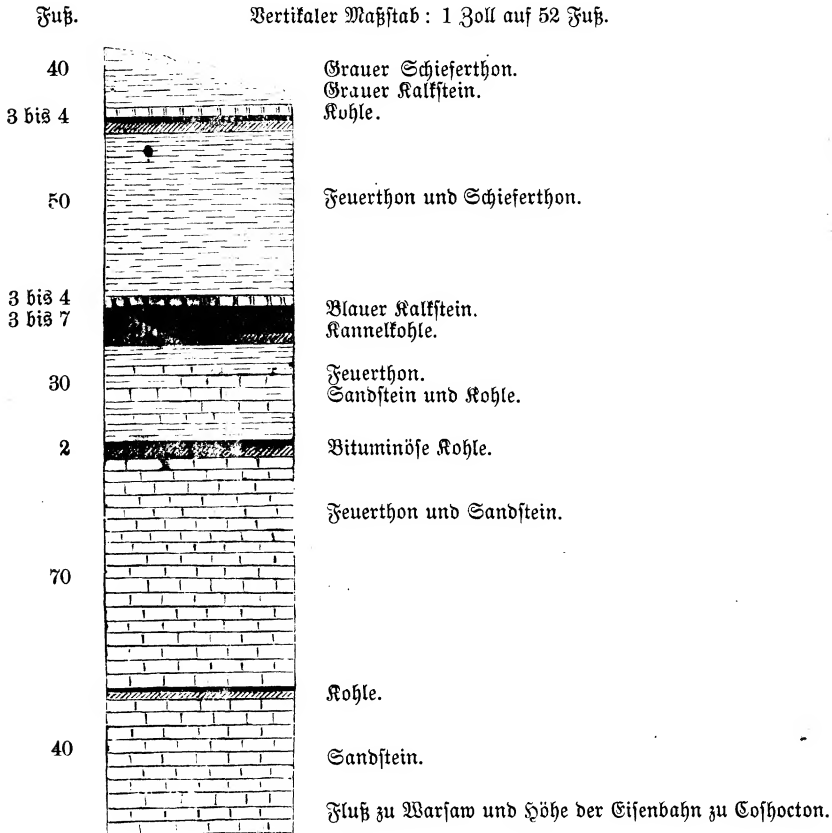 Fuß. Vertikaler Maßstab: 1 Zoll auf 52 Fuß.
40 Grauer Schieferthon.
Grauer Kalkstein.
3 bis 4 Kohle.
50 Feuerthon und Schieferthon.
3 bis 4 Blauer Kalkstein.
3 bis 7 Kannelkohle.
Feuerthon.
30 Sandstein und Kohle.
2 Bituminöse Kohle.
Feuerthon und Sandstein.
70
Kohle.
40 Sandstein.
Fluß zu Warsaw und Höhe der Eisenbahn zu Coshocton.